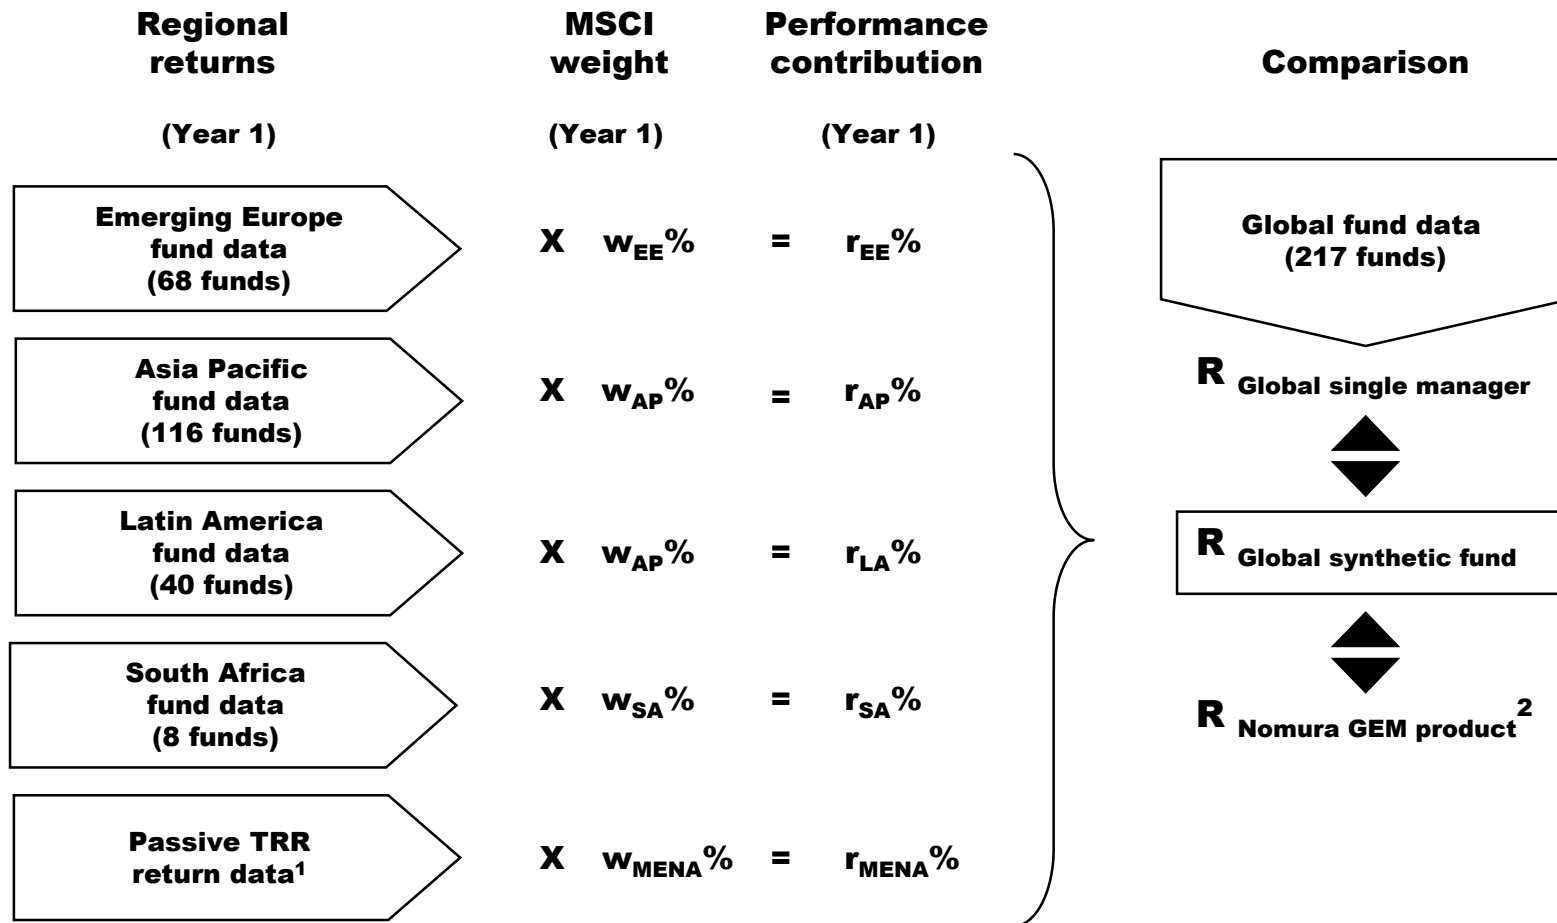 Regional
returns
(Year 1)
MSCI
weight
(Year 1)
Performance
contribution
(Year 1)
Comparison
Emerging Europe
fund data
(68 funds)
X w_EE% = r_EE%
Asia Pacific
fund data
(116 funds)
X w_AP% = r_AP%
Latin America
fund data
(40 funds)
X w_AP% = r_LA%
South Africa
fund data
(8 funds)
X w_SA% = r_SA%
Passive TRR
return data¹
X w_MENA% = r_MENA%
Global fund data
(217 funds)
R Global single manager
R Global synthetic fund
R Nomura GEM product²